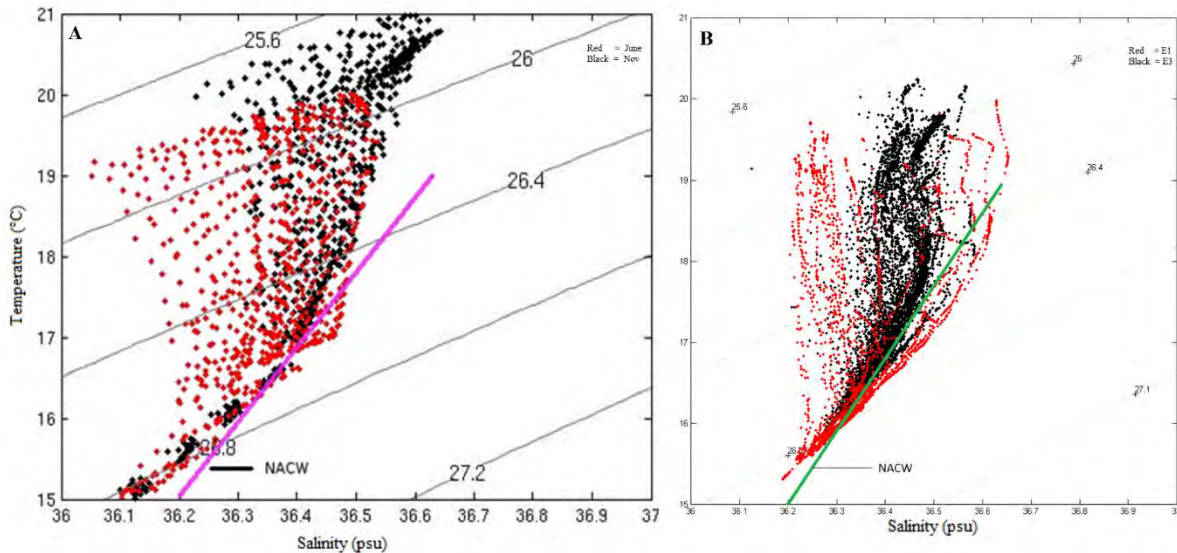 A
Red = June
Black = Nov
25.6
26
26.4
26.8
27.2
NACW
21
20
19
18
17
16
15
Temperature (°C)
36 36.1 36.2 36.3 36.4 36.5 36.6 36.7 36.8 36.9 37
Salinity (psu)
B
Red = E1
Black = E3
26
25.6
26.4
27.1
NACW
21
20
19
18
17
16
15
36 36.1 36.2 36.3 36.4 36.5 36.6 36.7 36.8 36.9 37
Salinity (psu)